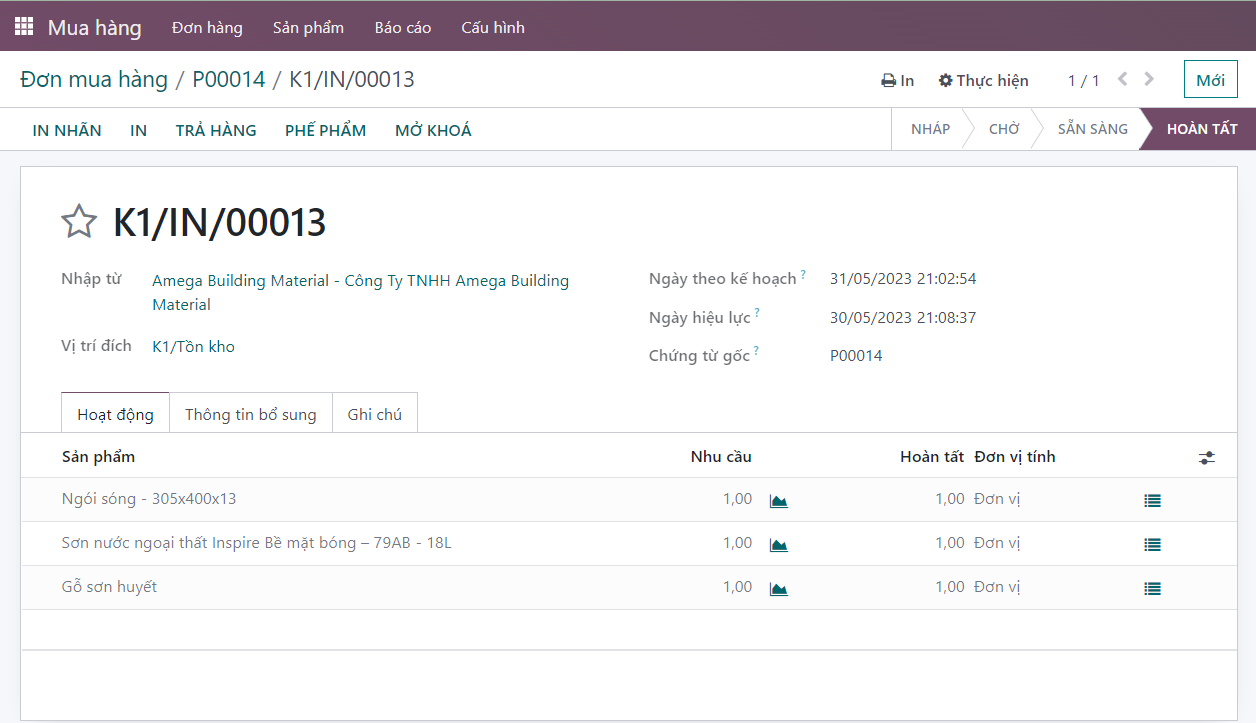 Mua hàng Đơn hàng Sản phẩm Báo cáo Cấu hình
Đơn mua hàng / P00014 / K1/IN/00013 In Thực hiện 1 / 1 Mới
IN NHÃN IN TRẢ HÀNG PHẾ PHẨM MỞ KHOÁ NHÁP CHỜ SẴN SÀNG HOÀN TẤT
K1/IN/00013
Nhập từ Amega Building Material - Công Ty TNHH Amega Building
Material
Vị trí đích K1/Tồn kho
Ngày theo kế hoạch ? 31/05/2023 21:02:54
Ngày hiệu lực ? 30/05/2023 21:08:37
Chứng từ gốc ? P00014
Hoạt động Thông tin bổ sung Ghi chú
Sản phẩm Nhu cầu Hoàn tất Đơn vị tính
Ngói sóng - 305x400x13 1,00 1,00 Đơn vị
Sơn nước ngoại thất Inspire Bề mặt bóng – 79AB - 18L 1,00 1,00 Đơn vị
Gỗ sơn huyết 1,00 1,00 Đơn vị